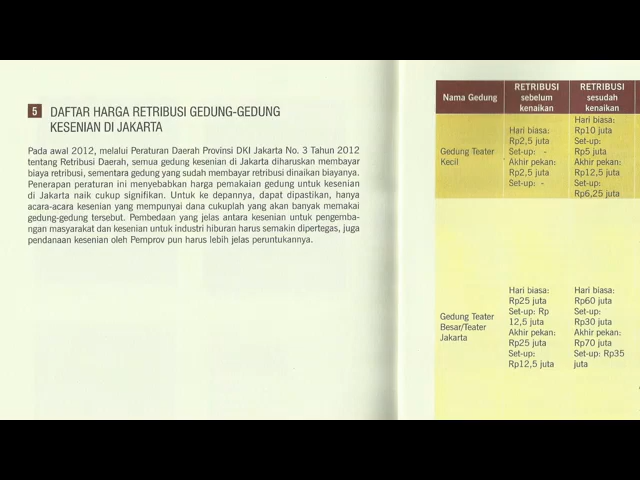 5 DAFTAR HARGA RETRIBUSI GEDUNG-GEDUNG
KESENIAN DI JAKARTA
Pada awal 2012, melalui Peraturan Daerah Provinsi DKI Jakarta No. 3 Tahun 2012
tentang Retribusi Daerah, semua gedung kesenian di Jakarta diharuskan membayar
biaya retribusi, sementara gedung yang sudah membayar retribusi dinaikan biayanya.
Penerapan peraturan ini menyebabkan harga pemakaian gedung untuk kesenian
di Jakarta naik cukup signifikan. Untuk ke depannya, dapat dipastikan, hanya
acara-acara kesenian yang mempunyai dana cukuplah yang akan banyak memakai
gedung-gedung tersebut. Pembedaan yang jelas antara kesenian untuk pengemba-
ngan masyarakat dan kesenian untuk industri hiburan harus semakin dipertegas, juga
pendanaan kesenian oleh Pemprov pun harus lebih jelas peruntukannya.
Nama Gedung
RETRIBUSI
sebelum
kenaikan
RETRIBUSI
sesudah
kenaikan
Gedung Teater
Kecil
Hari biasa:
Rp2,5 juta
Set-up: -
Akhir pekan:
Rp2,5 juta
Set-up: -
Hari biasa:
Rp10 juta
Set-up:
Rp5 juta
Akhir pekan:
Rp12,5 juta
Set-up:
Rp6,25 juta
Gedung Teater
Besar/Teater
Jakarta
Hari biasa:
Rp25 juta
Set-up: Rp
12,5 juta
Akhir pekan:
Rp25 juta
Set-up:
Rp12,5 juta
Hari biasa:
Rp60 juta
Set-up:
Rp30 juta
Akhir pekan:
Rp70 juta
Set-up: Rp35
juta